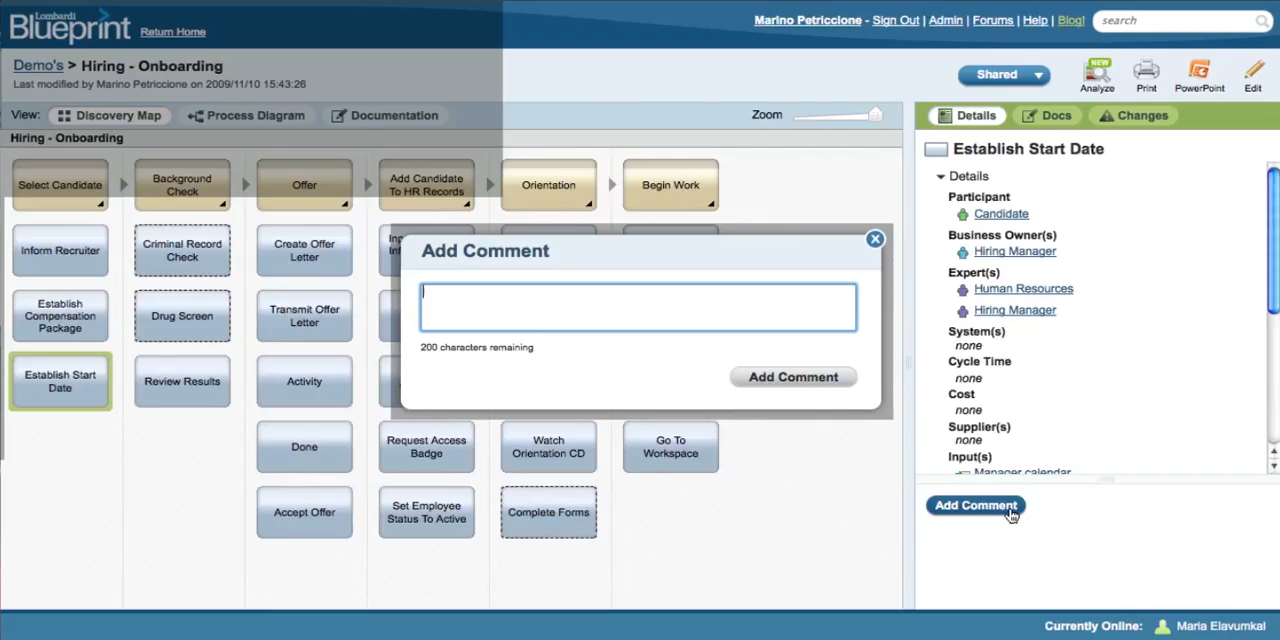 Lombardi
Blueprint
Return Home
Marino Petriccione - Sign Out | Admin | Forums | Help | Blog!
search
Demo's > Hiring - Onboarding
Last modified by Marino Petriccione on 2009/11/10 15:43:26
Shared
NEW
Analyze
Print
PowerPoint
Edit
View:
Discovery Map
Process Diagram
Documentation
Zoom
Hiring - Onboarding
Select Candidate
Background
Check
Offer
Add Candidate
To HR Records
Orientation
Begin Work
Inform Recruiter
Criminal Record
Check
Create Offer
Letter
Establish
Compensation
Package
Drug Screen
Transmit Offer
Letter
Establish Start
Date
Review Results
Activity
Done
Request Access
Badge
Watch
Orientation CD
Go To
Workspace
Accept Offer
Set Employee
Status To Active
Complete Forms
Add Comment
200 characters remaining
Add Comment
Details
Docs
Changes
Establish Start Date
Details
Participant
Candidate
Business Owner(s)
Hiring Manager
Expert(s)
Human Resources
Hiring Manager
System(s)
none
Cycle Time
none
Cost
none
Supplier(s)
none
Input(s)
Manager calendar
Add Comment
Currently Online:
Maria Elavumkal